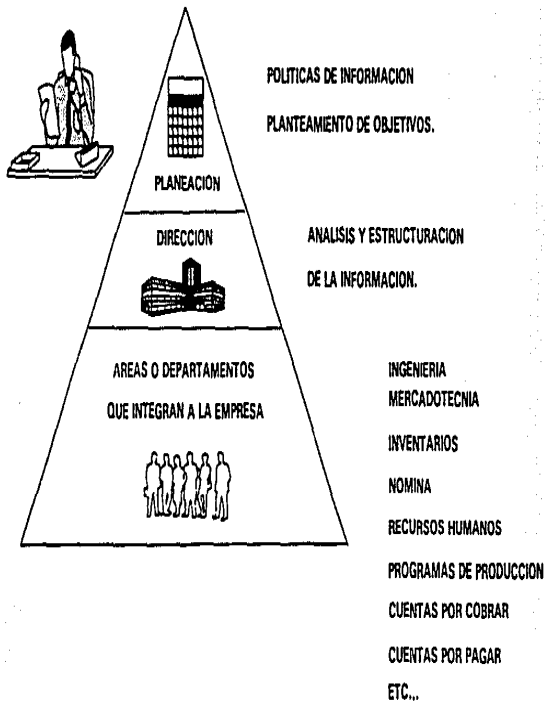 POLITICAS DE INFORMACION
PLANTEAMIENTO DE OBJETIVOS.
PLANEACION
DIRECCION
ANALISIS Y ESTRUCTURACION
DE LA INFORMACION.
AREAS O DEPARTAMENTOS
QUE INTEGRAN A LA EMPRESA
INGENIERIA
MERCADOTECNIA
INVENTARIOS
NOMINA
RECURSOS HUMANOS
PROGRAMAS DE PRODUCCION
CUENTAS POR COBRAR
CUENTAS POR PAGAR
ETC...